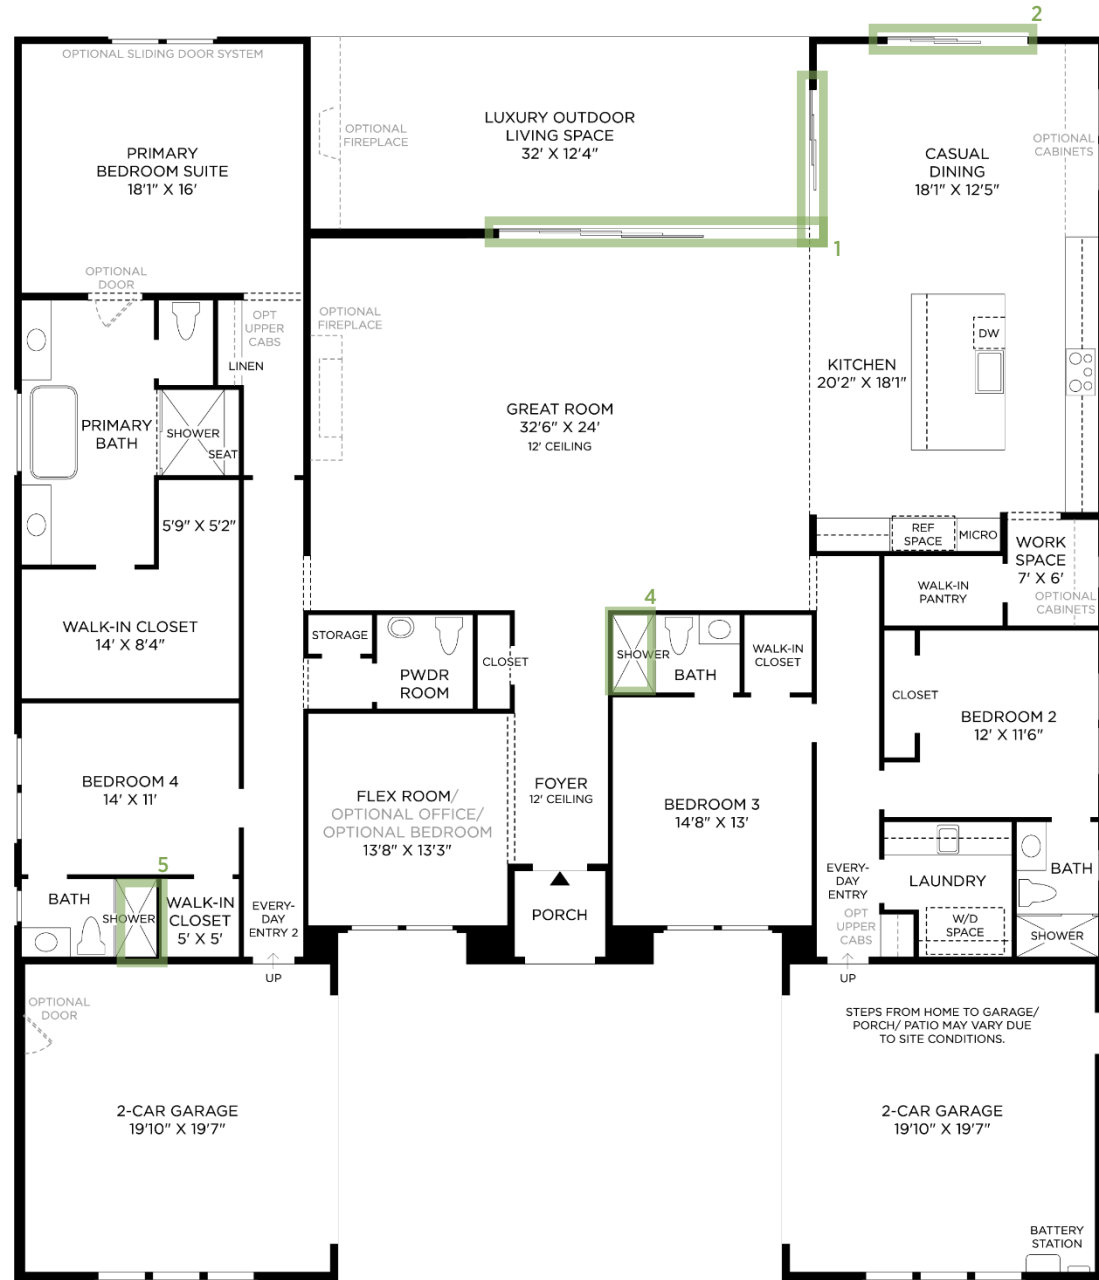 2
OPTIONAL SLIDING DOOR SYSTEM
PRIMARY
BEDROOM SUITE
18'1" X 16'
OPTIONAL
FIREPLACE
LUXURY OUTDOOR
LIVING SPACE
32' X 12'4"
OPTIONAL
CABINETS
CASUAL
DINING
18'1" X 12'5"
1
OPTIONAL
DOOR
OPT
UPPER
CABS
LINEN
OPTIONAL
FIREPLACE
DW
KITCHEN
20'2" X 18'1"
GREAT ROOM
32'6" X 24'
12' CEILING
PRIMARY
BATH
SHOWER
SEAT
5'9" X 5'2"
REF
SPACE
MICRO
WORK
SPACE
7' X 6'
OPTIONAL
CABINETS
WALK-IN
PANTRY
WALK-IN CLOSET
14' X 8'4"
STORAGE
PWDR
ROOM
CLOSET
4
SHOWER
BATH
WALK-IN
CLOSET
CLOSET
BEDROOM 2
12' X 11'6"
BEDROOM 4
14' X 11'
FLEX ROOM/
OPTIONAL OFFICE/
OPTIONAL BEDROOM
13'8" X 13'3"
FOYER
12' CEILING
BEDROOM 3
14'8" X 13'
5
BATH
SHOWER
WALK-IN
CLOSET
5' X 5'
EVERY-
DAY
ENTRY 2
PORCH
EVERY-
DAY
ENTRY
OPT
UPPER
CABS
LAUNDRY
W/D
SPACE
BATH
SHOWER
UP
UP
OPTIONAL
DOOR
STEPS FROM HOME TO GARAGE/
PORCH/ PATIO MAY VARY DUE
TO SITE CONDITIONS.
2-CAR GARAGE
19'10" X 19'7"
2-CAR GARAGE
19'10" X 19'7"
BATTERY
STATION